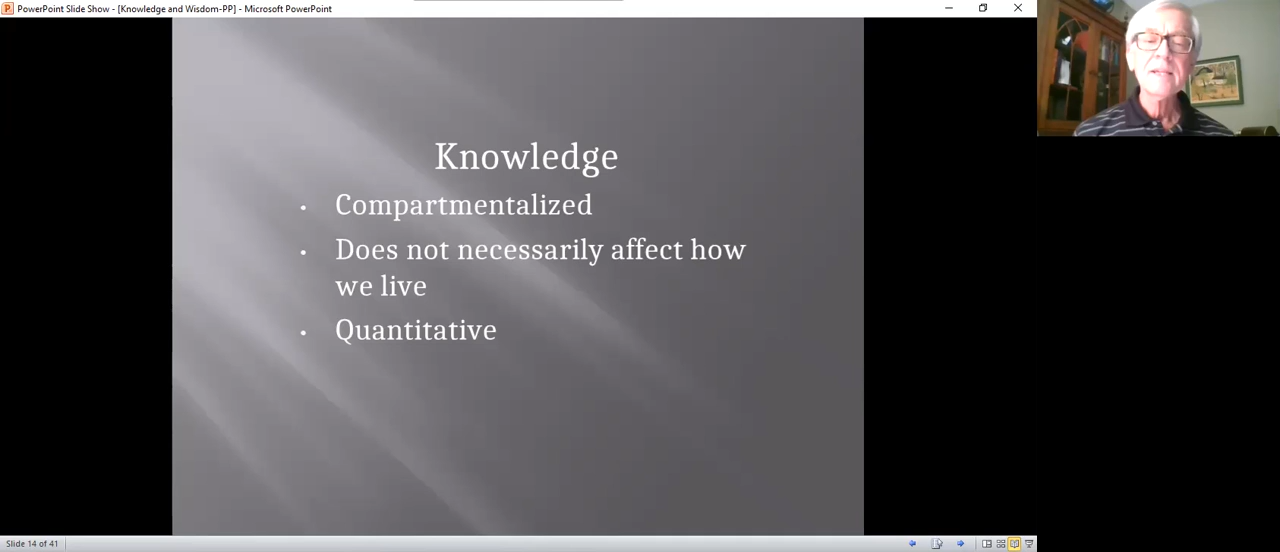 PowerPoint Slide Show - [Knowledge and Wisdom-PP] - Microsoft PowerPoint
Knowledge
• Compartmentalized
• Does not necessarily affect how
we live
• Quantitative
Slide 14 of 41